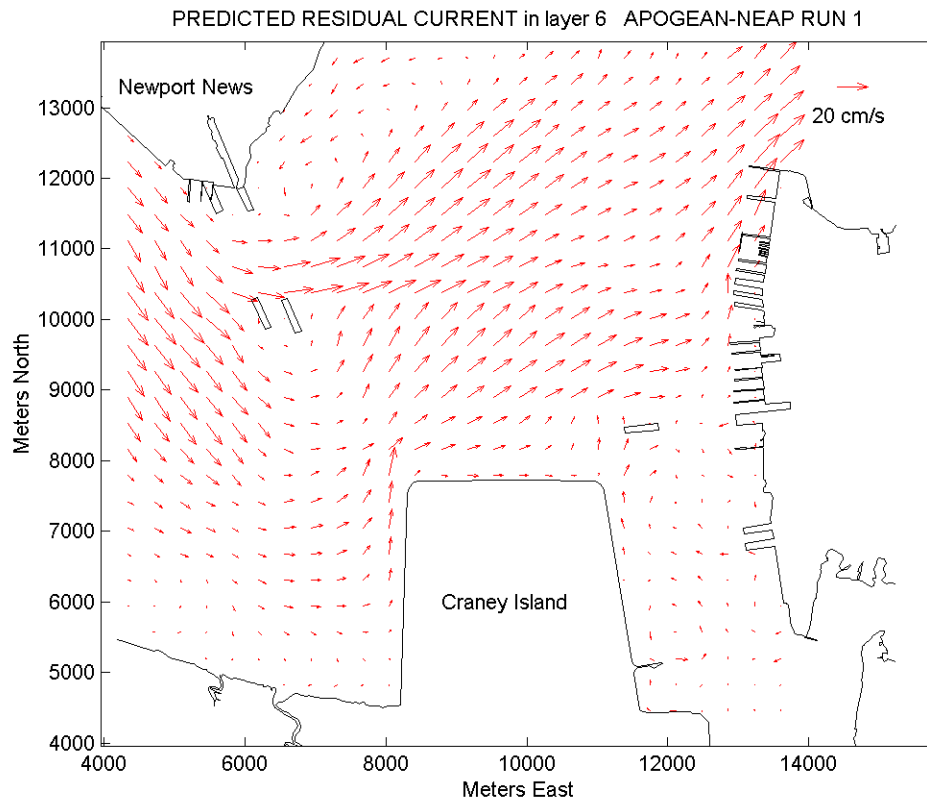 PREDICTED RESIDUAL CURRENT in layer 6 APOGEAN-NEAP RUN 1
Newport News
20 cm/s
13000
12000
11000
10000
9000
8000
7000
6000
5000
4000
Meters North
Craney Island
4000 6000 8000 10000 12000 14000
Meters East